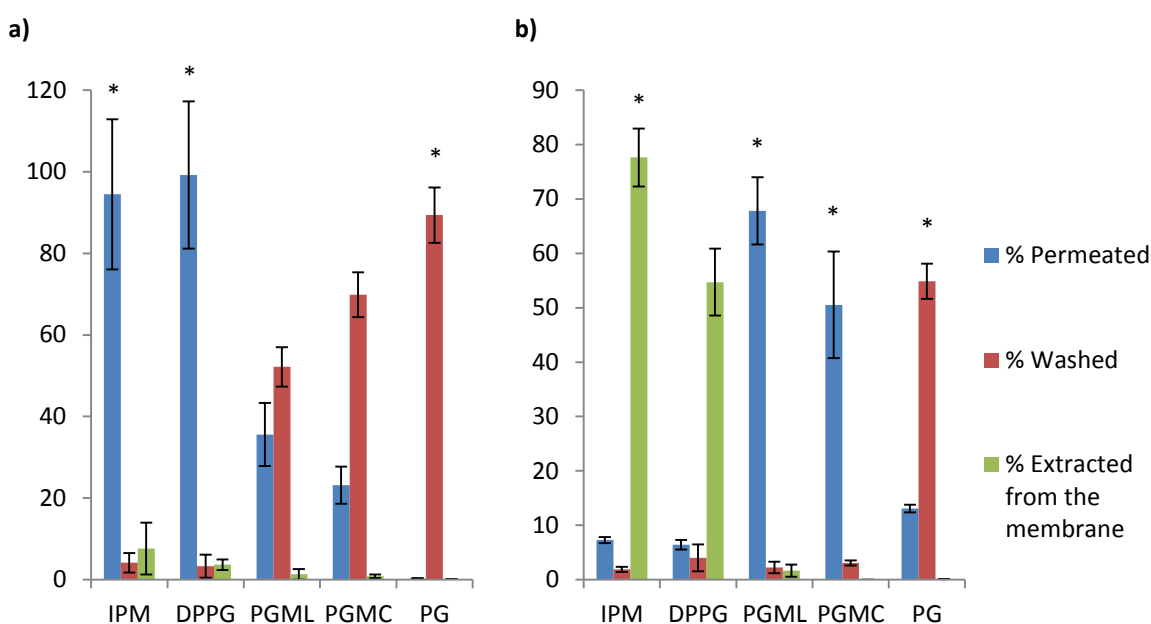 a)
120
100
80
60
40
20
0
* * *
IPM DPPG PGML PGMC PG
b)
90
80
70
60
50
40
30
20
10
0
* * * *
IPM DPPG PGML PGMC PG
% Permeated
% Washed
% Extracted
from the
membrane